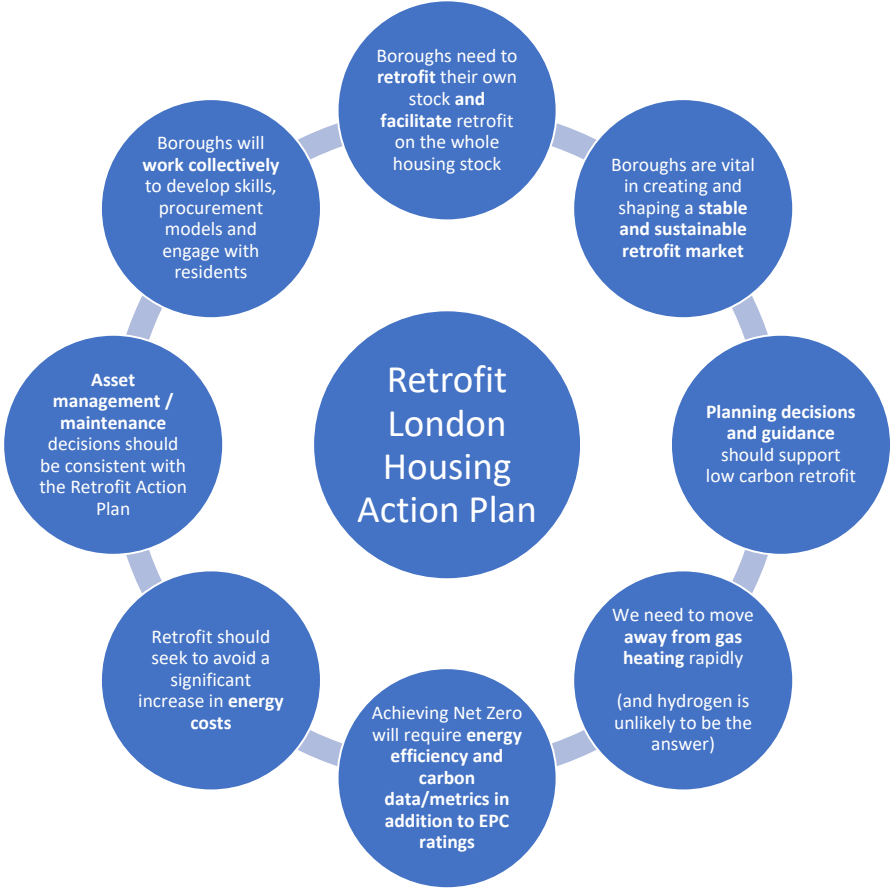 Boroughs need to
retrofit their own
stock and
facilitate retrofit
on the whole
housing stock
Boroughs are vital
in creating and
shaping a stable
and sustainable
retrofit market
Planning decisions
and guidance
should support
low carbon retrofit
We need to move
away from gas
heating rapidly
(and hydrogen is
unlikely to be the
answer)
Achieving Net Zero
will require energy
efficiency and
carbon
data/metrics in
addition to EPC
ratings
Retrofit should
seek to avoid a
significant
increase in energy
costs
Asset
management /
maintenance
decisions should
be consistent with
the Retrofit Action
Plan
Boroughs will
work collectively
to develop skills,
procurement
models and
engage with
residents
Retrofit
London
Housing
Action Plan